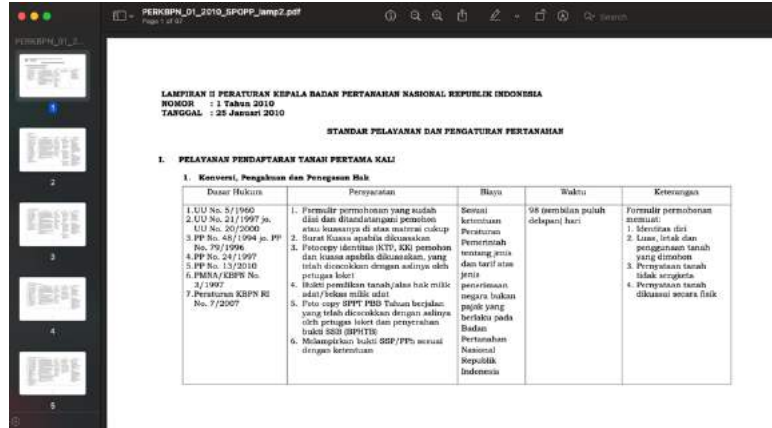 PERKBPN_01_2010_SPOPP_lamp2.pdf
Page 1 of 67
Search
PERKBPN_01_2...
1
2
3
4
5
LAMPIRAN II PERATURAN KEPALA BADAN PERTANAHAN NASIONAL REPUBLIK INDONESIA
NOMOR : 1 Tahun 2010
TANGGAL : 25 Januari 2010
STANDAR PELAYANAN DAN PENGATURAN PERTANAHAN
I. PELAYANAN PENDAFTARAN TANAH PERTAMA KALI
1. Konversi, Pengakuan dan Penegasan Hak
Dasar Hukum
Persyaratan
Biaya
Waktu
Keterangan
1.UU No. 5/1960
2.UU No. 21/1997 jo.
UU No. 20/2000
3.PP No. 48/1994 jo. PP
No. 79/1996
4.PP No. 24/1997
5.PP No. 13/2010
6.PMNA/KBPN No.
3/1997
7.Peraturan KBPN RI
No. 7/2007
1. Formulir permohonan yang sudah
diisi dan ditandatangani pemohon
atau kuasanya di atas materai cukup
2. Surat Kuasa apabila dikuasakan
3. Fotocopy identitas (KTP, KK) pemohon
dan kuasa apabila dikuasakan, yang
telah dicocokkan dengan aslinya oleh
petugas loket
4. Bukti pemilikan tanah/alas hak milik
adat/bekas milik adat
5. Foto copy SPPT PBB Tahun berjalan
yang telah dicocokkan dengan aslinya
oleh petugas loket dan penyerahan
bukti SSB (BPHTB)
6. Melampirkan bukti SSP/PPh sesuai
dengan ketentuan
Sesuai
ketentuan
Peraturan
Pemerintah
tentang jenis
dan tarif atas
jenis
penerimaan
negara bukan
pajak yang
berlaku pada
Badan
Pertanahan
Nasional
Republik
Indonesia
98 (sembilan puluh
delapan) hari
Formulir permohonan
memuat:
1. Identitas diri
2. Luas, letak dan
penggunaan tanah
yang dimohon
3. Pernyataan tanah
tidak sengketa
4. Pernyataan tanah
dikuasai secara fisik